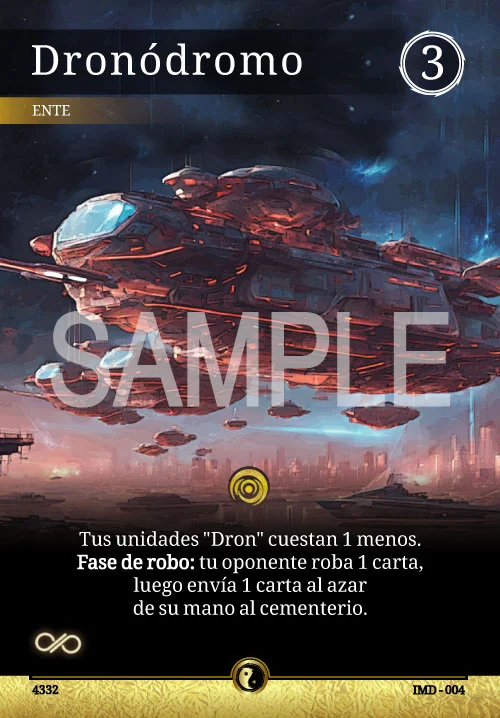 Dronódromo
3
ENTE
SAMPLE
Tus unidades "Dron" cuestan 1 menos.
Fase de robo: tu oponente roba 1 carta,
luego envía 1 carta al azar
de su mano al cementerio.
4332
IMD - 004